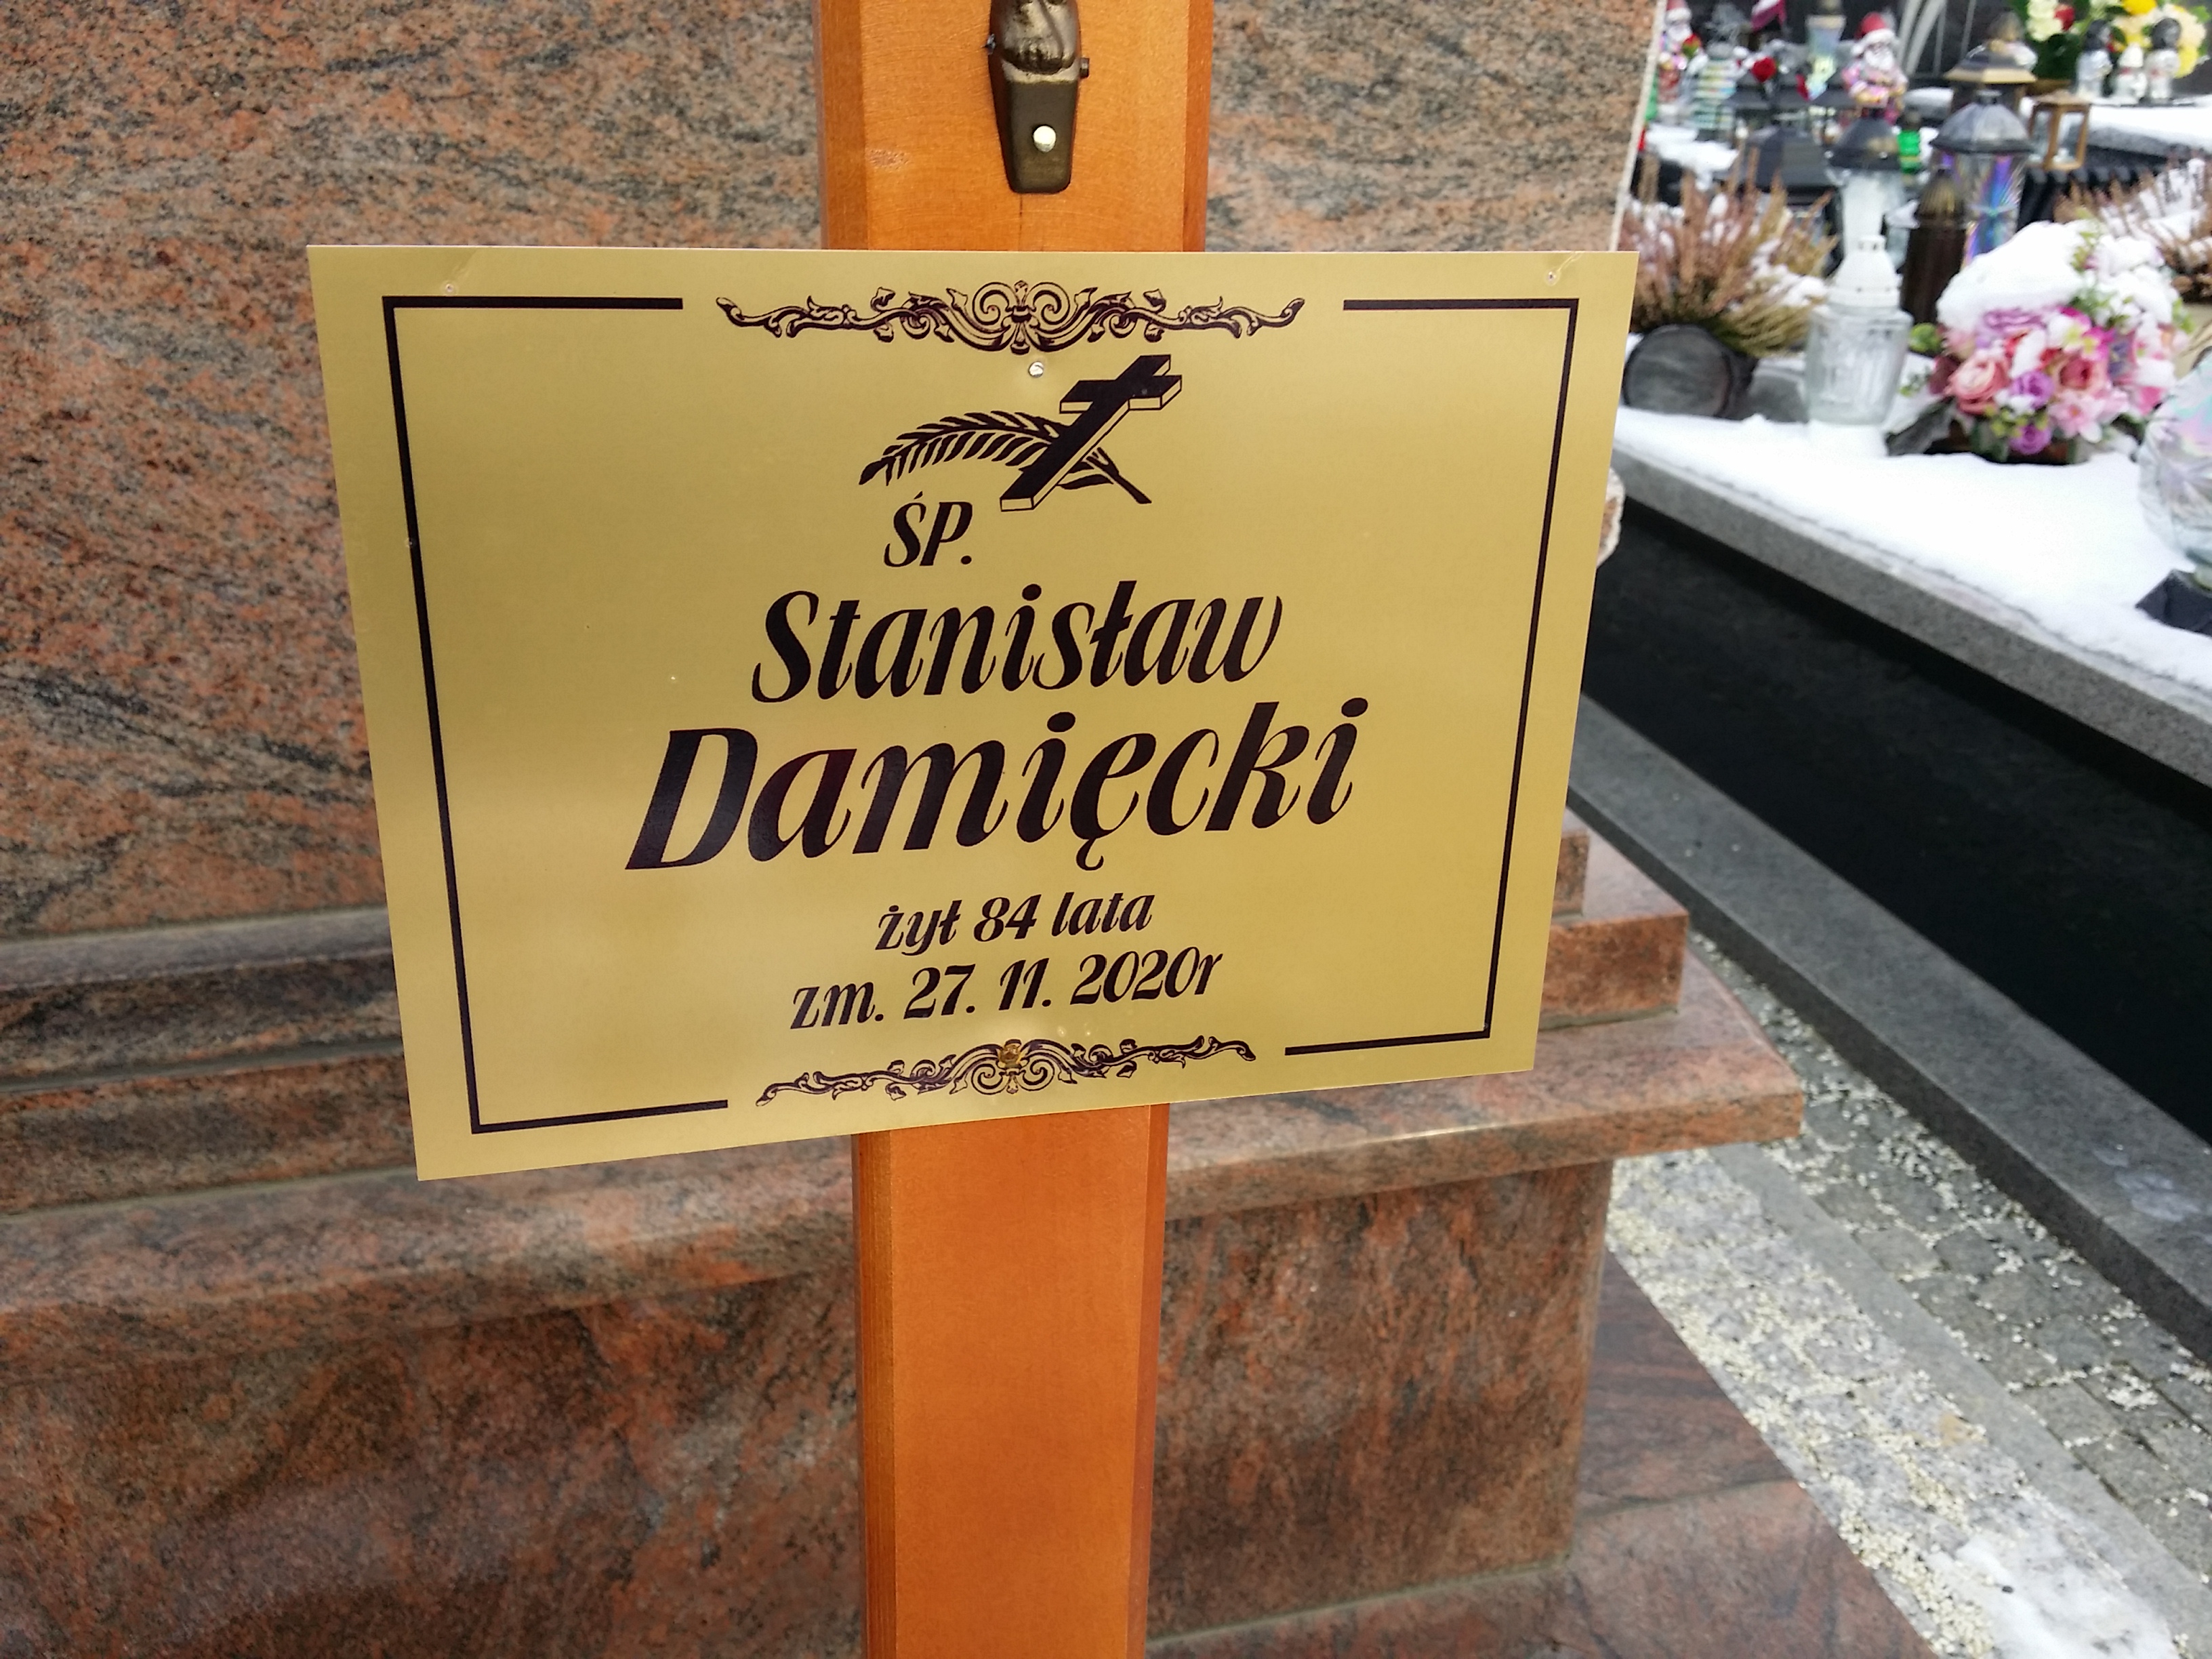 ŚP.
Stanisław
Damięcki
żył 84 lata
zm. 27. 11. 2020r